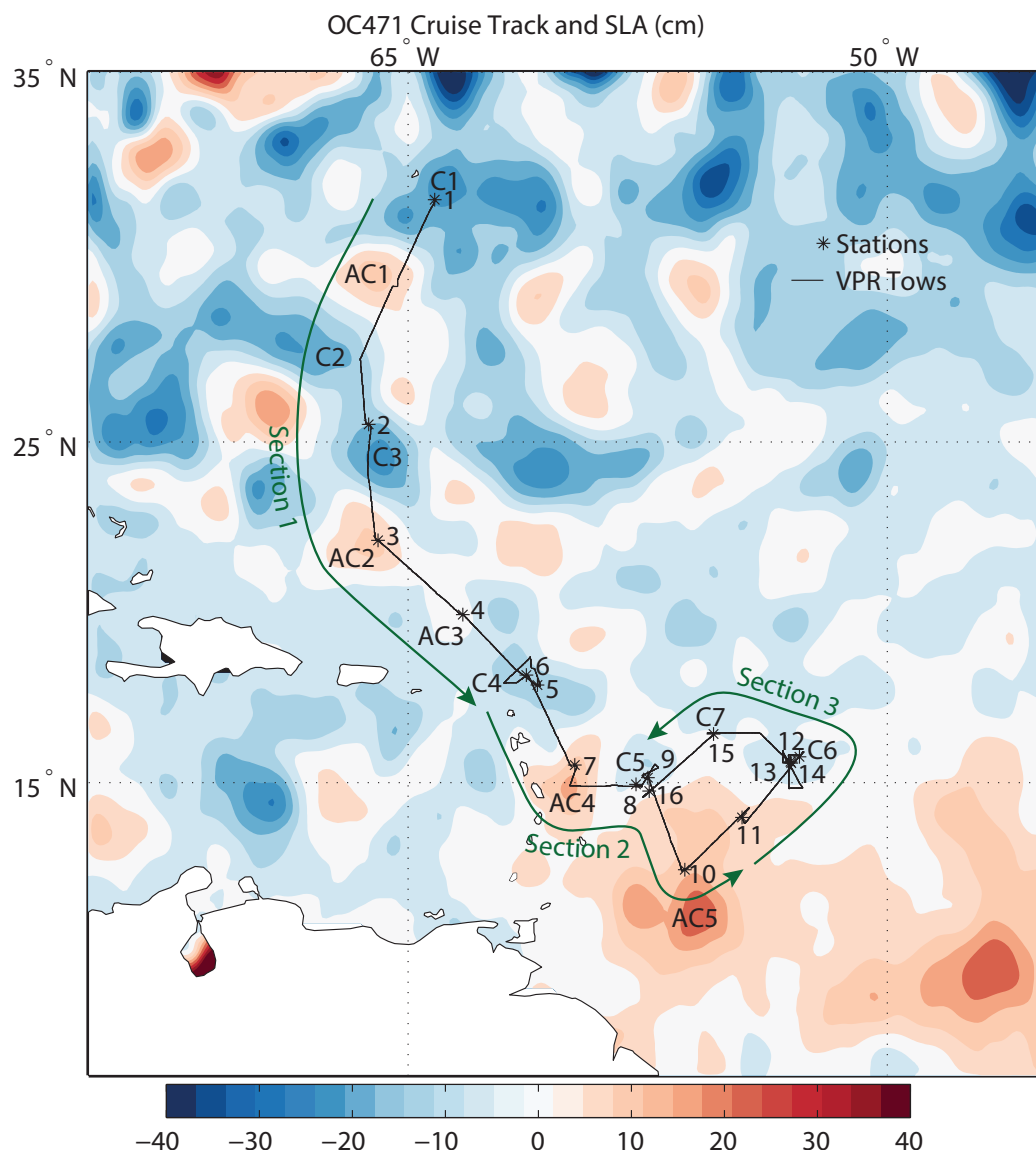 OC471 Cruise Track and SLA (cm)
65 ° W
50 ° W
35 ° N
C1
1
✳ Stations
— VPR Tows
AC1
C2
2
25 ° N
C3
Section 1
3
AC2
4
AC3
6
C4
5
Section 3
C7
15
12
C6
7
C5
9
13
14
15 ° N
AC4
8
16
11
Section 2
10
AC5
−40
−30
−20
−10
0
10
20
30
40